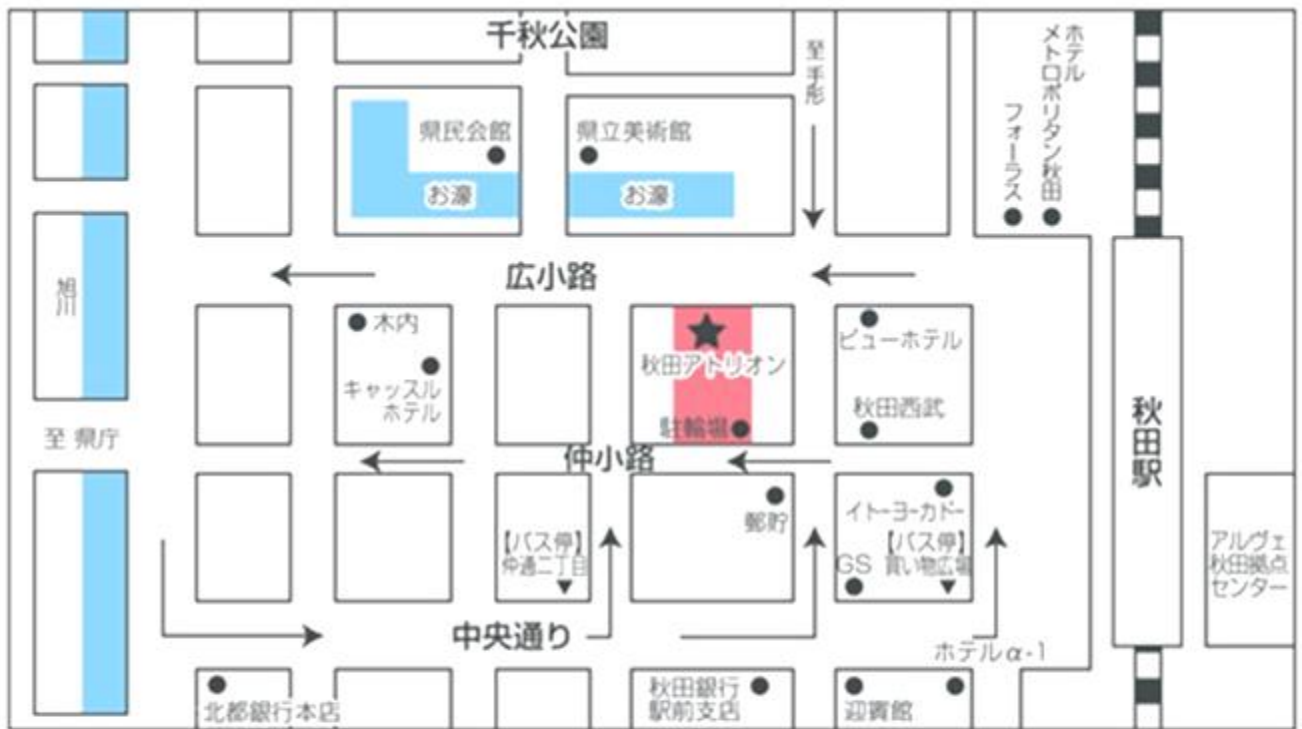 千秋公園
至手形
ホテル
メトロポリタン秋田
フォーラス
県民会館
県立美術館
お濠
お濠
旭川
広小路
木内
キャッスル
ホテル
秋田アトリオン
駐輪場
ビューホテル
秋田西武
秋田駅
至 県庁
仲小路
郵貯
イトーヨーカドー
【バス停】
仲通二丁目
GS
【バス停】
買い物広場
アルヴェ
秋田拠点
センター
中央通り
ホテルα-1
北都銀行本店
秋田銀行
駅前支店
迎賓館